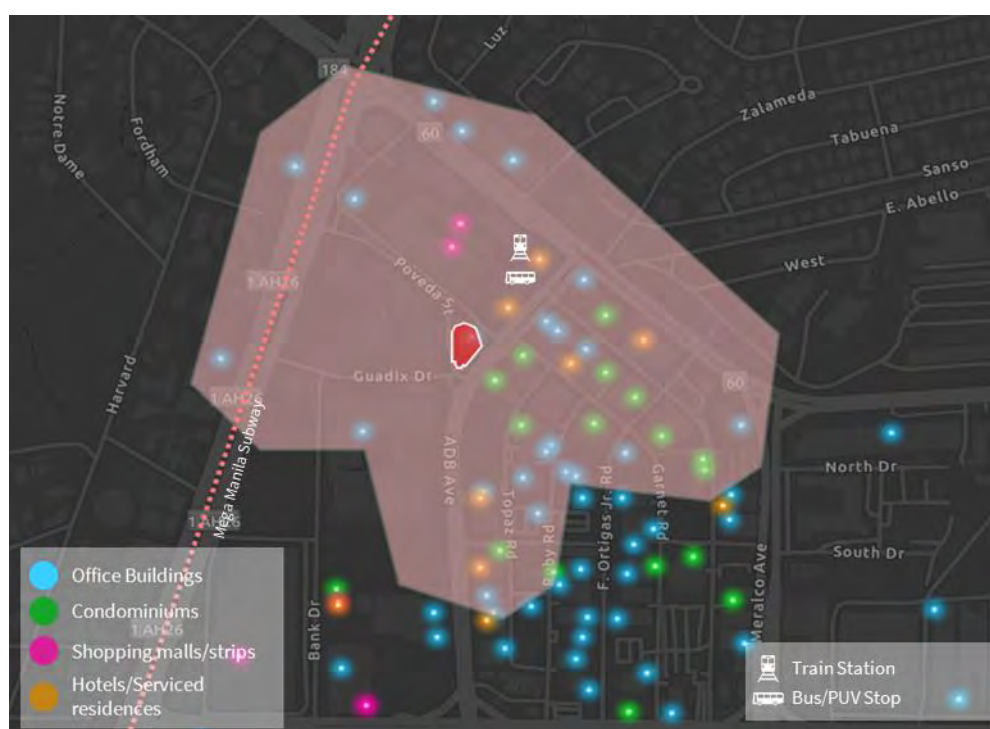 Luz
184
Zalameda
60
Tabuena
Notre Dame
Fordham
Sanso
E. Abello
West
1 AH26
Poveda St
Harvard
Guadix Dr
60
1 AH26
Mega Manila Subway
ADB Ave
North Dr
Topaz Rd
Ruby Rd
F. Ortigas Jr. Rd
Garnet Rd
1 AH26
South Dr
Meralco Ave
Bank Dr
1 AH26
Office Buildings
Condominiums
Shopping malls/strips
Hotels/Serviced
residences
Train Station
Bus/PUV Stop